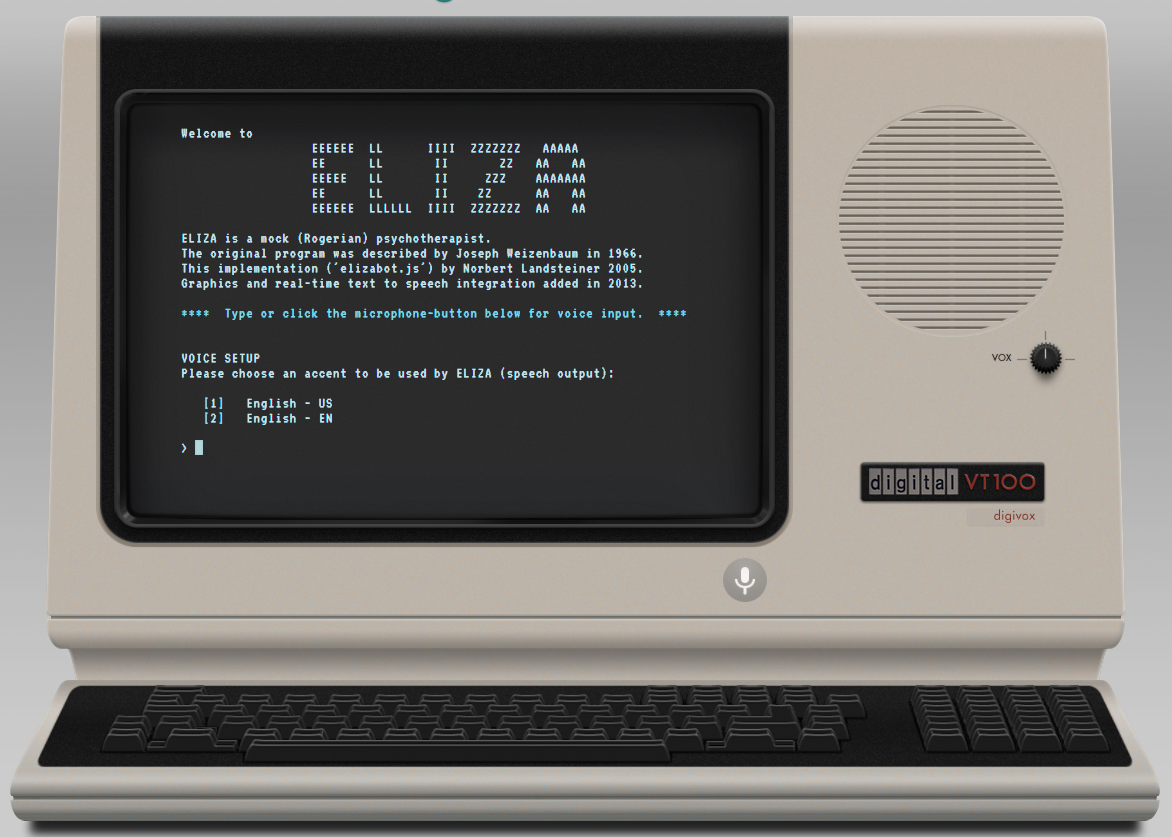 Welcome to
EEEEEE  LL      IIII  ZZZZZZZ   AAAAA
EE      LL       II       ZZ   AA   AA
EEEEE   LL       II     ZZZ    AAAAAAA
EE      LL       II    ZZ      AA   AA
EEEEEE  LLLLLL  IIII  ZZZZZZZ  AA   AA
ELIZA is a mock (Rogerian) psychotherapist.
The original program was described by Joseph Weizenbaum in 1966.
This implementation ('elizabot.js') by Norbert Landsteiner 2005.
Graphics and real-time text to speech integration added in 2013.
****  Type or click the microphone-button below for voice input.  ****
VOICE SETUP
Please choose an accent to be used by ELIZA (speech output):
[1]   English - US
[2]   English - EN
>
VOX
digital VT100
digivox